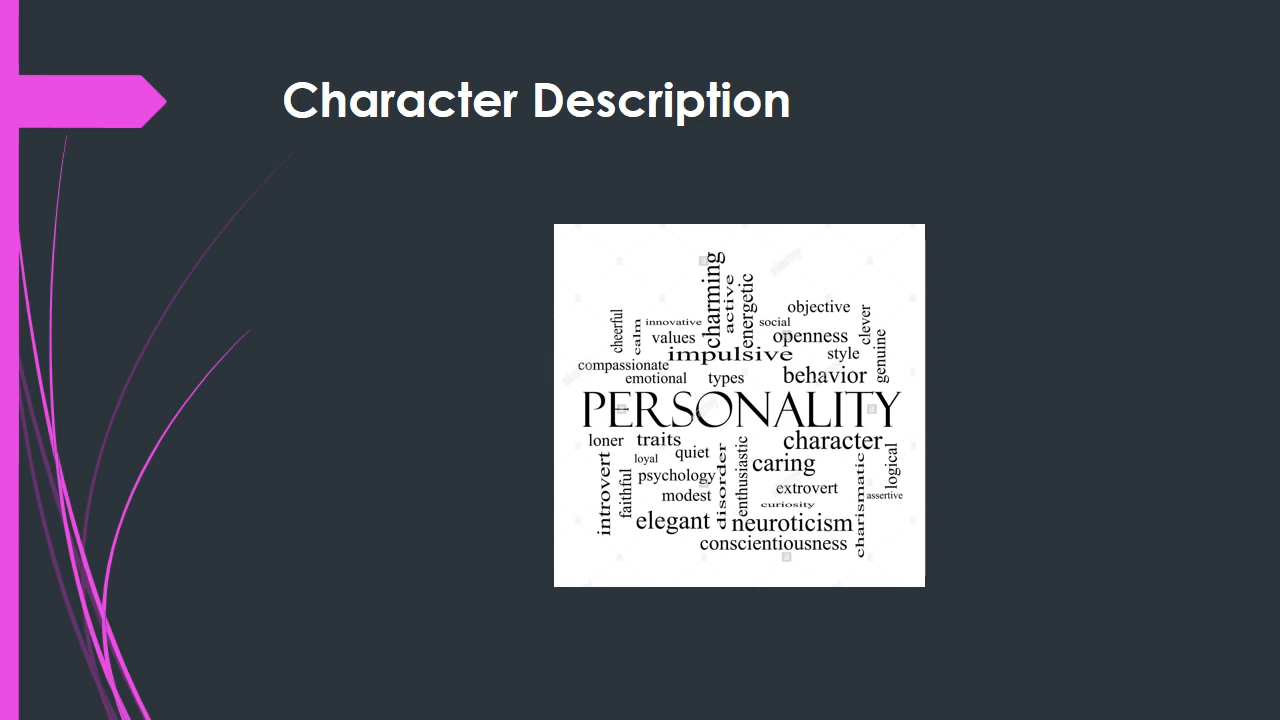 Character Description
charming
active
energetic
objective
cheerful
calm
innovative
social
clever
values
openness
genuine
impulsive
style
compassionate
emotional
types
behavior
PERSONALITY
loner
traits
character
introvert
faithful
loyal
quiet
disorder
enthusiastic
caring
charismatic
logical
psychology
extrovert
modest
assertive
curiosity
elegant
neuroticism
conscientiousness